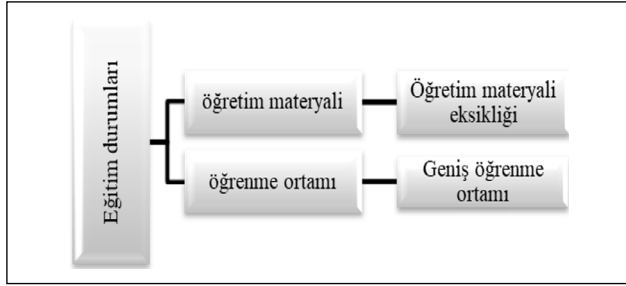 Eğitim durumları
öğretim materyali
Öğretim materyali
eksikliği
öğrenme ortamı
Geniş öğrenme
ortamı